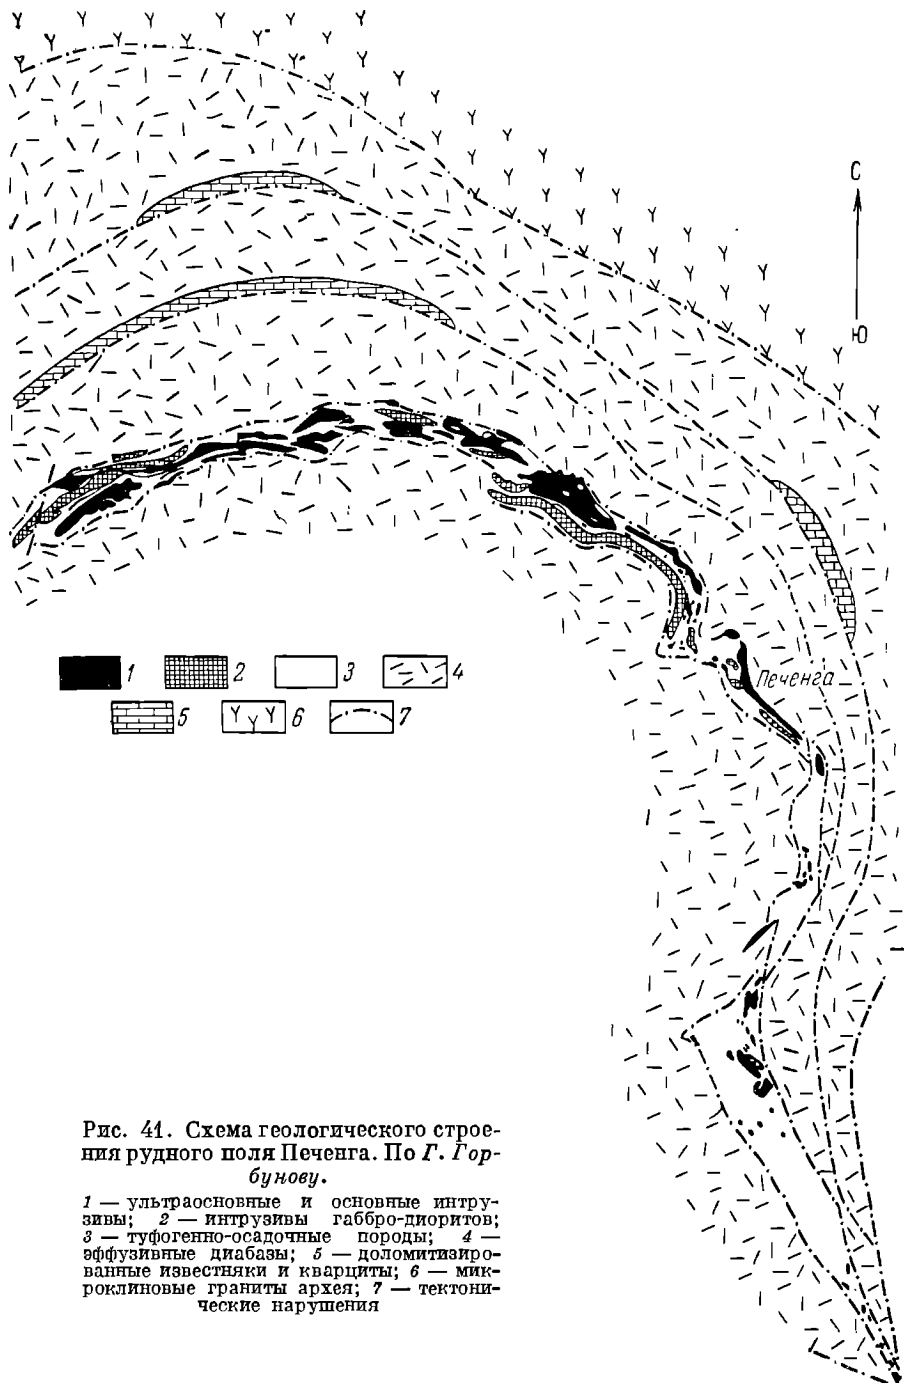 С
Ю
Печенга
1 2 3 4
5 6 7
Рис. 41. Схема геологического строе-
ния рудного поля Печенга. По Г. Гор-
бунову.
1 — ультраосновные и основные интру-
зивы; 2 — интрузивы габбро-диоритов;
3 — туфогенно-осадочные породы; 4 —
эффузивные диабазы; 5 — доломитизиро-
ванные известняки и кварциты; 6 — мик-
роклиновые граниты архея; 7 — тектони-
ческие нарушения